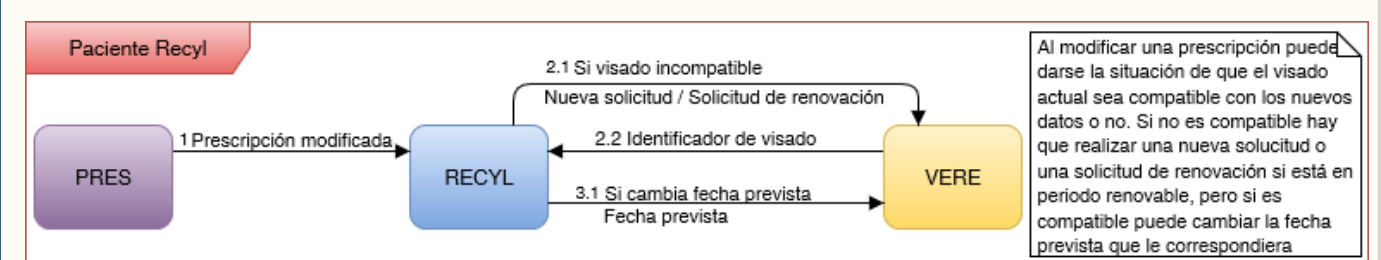 Paciente Recyl
2.1 Si visado incompatible
Nueva solicitud / Solicitud de renovación
1 Prescripción modificada
2.2 Identificador de visado
PRES
RECYL
VERE
3.1 Si cambia fecha prevista
Fecha prevista
Al modificar una prescripción puede
darse la situación de que el visado
actual sea compatible con los nuevos
datos o no. Si no es compatible hay
que realizar una nueva solucitud o
una solicitud de renovación si está en
periodo renovable, pero si es
compatible puede cambiar la fecha
prevista que le correspondiera